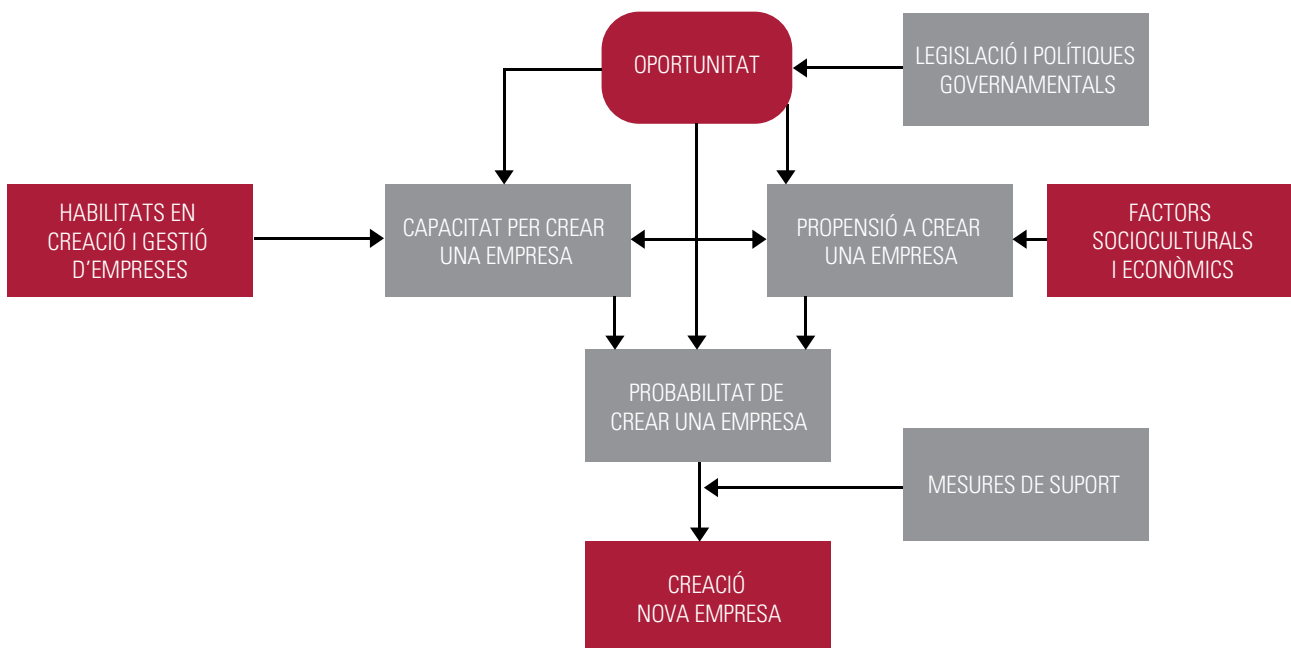 OPORTUNITAT
LEGISLACIÓ I POLÍTIQUES
GOVERNAMENTALS
HABILITATS EN
CREACIÓ I GESTIÓ
D’EMPRESES
CAPACITAT PER CREAR
UNA EMPRESA
PROPENSIÓ A CREAR
UNA EMPRESA
FACTORS
SOCIOCULTURALS
I ECONÒMICS
PROBABILITAT DE
CREAR UNA EMPRESA
MESURES DE SUPORT
CREACIÓ
NOVA EMPRESA